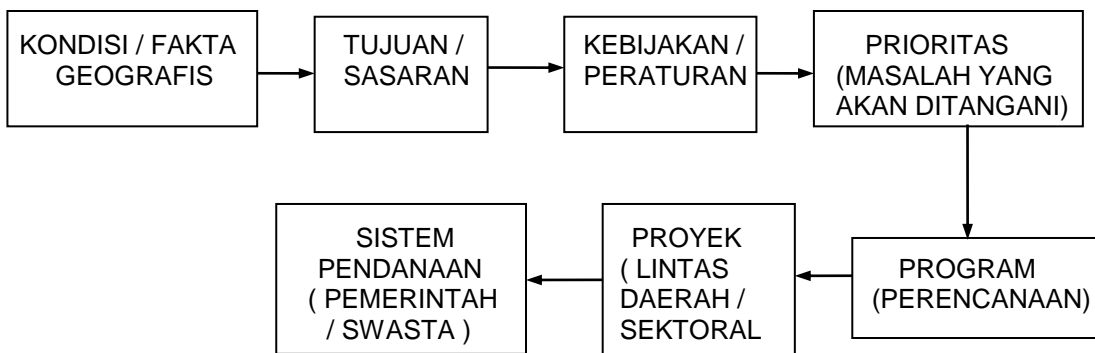 KONDISI / FAKTA
GEOGRAFIS
TUJUAN /
SASARAN
KEBIJAKAN /
PERATURAN
PRIORITAS
(MASALAH YANG
AKAN DITANGANI)
PROGRAM
(PERENCANAAN)
PROYEK
( LINTAS
DAERAH /
SEKTORAL
SISTEM
PENDANAAN
( PEMERINTAH
/ SWASTA )